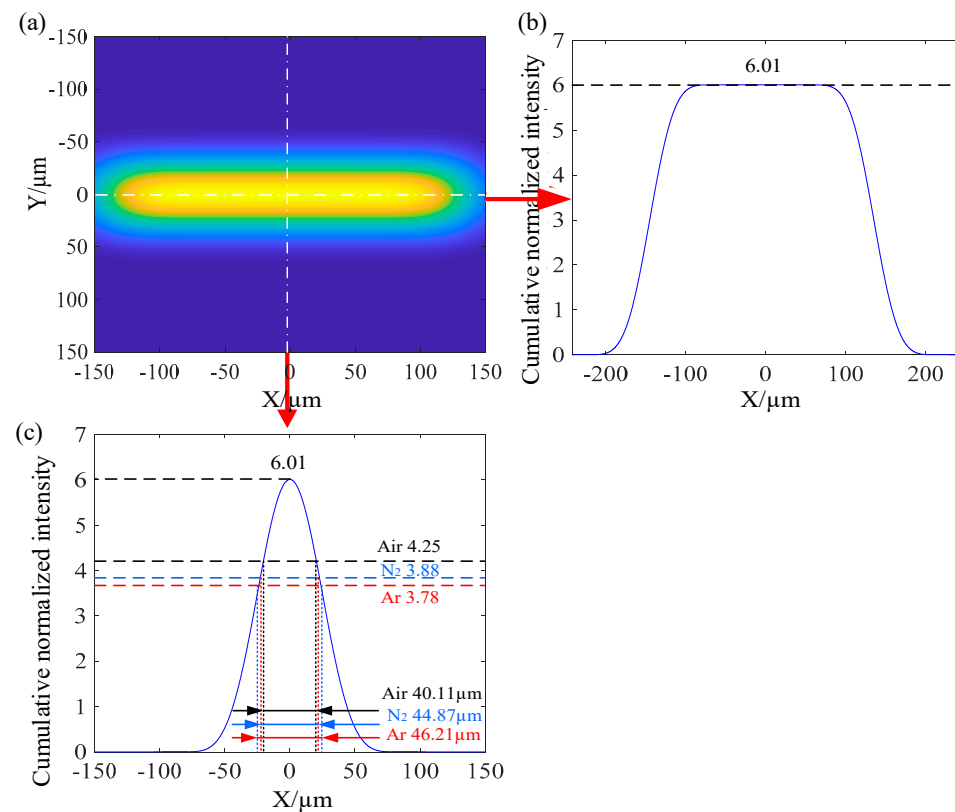 (a)
-150
-100
-50
0
50
100
150
Y/μm
-150 -100 -50 0 50 100 150
X/μm
(b)
7
6
5
4
3
2
1
0
6.01
Cumulative normalized intensity
-200 -100 0 100 200
X/μm
(c)
7
6
5
4
3
2
1
0
Cumulative normalized intensity
6.01
Air 4.25
N2 3.88
Ar 3.78
Air 40.11μm
N2 44.87μm
Ar 46.21μm
-150 -100 -50 0 50 100 150
X/μm